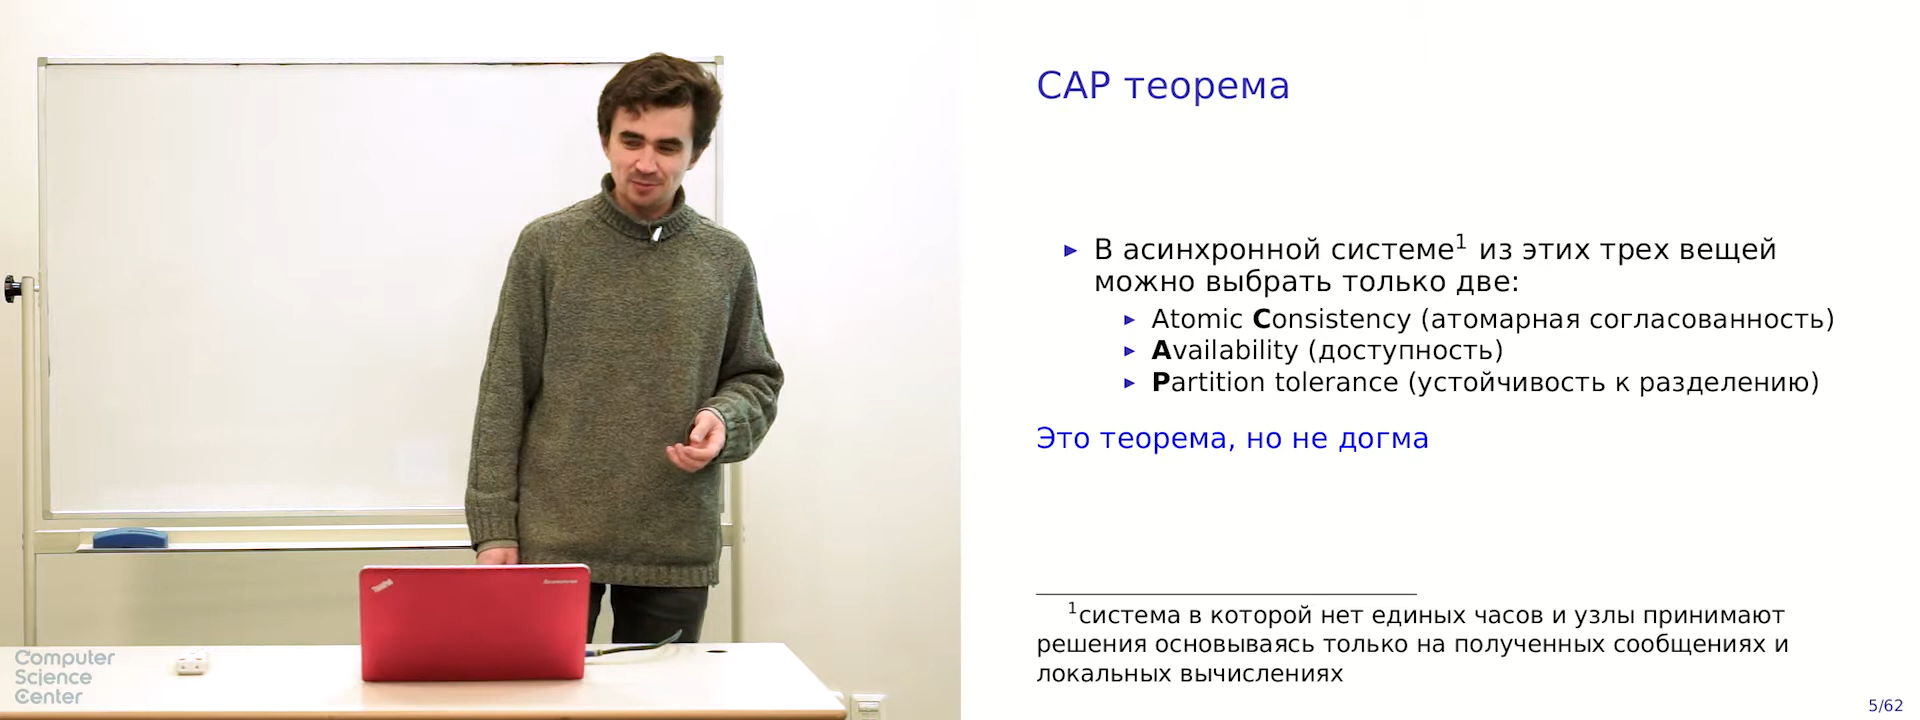 САР теорема
► В асинхронной системе¹ из этих трех вещей
можно выбрать только две:
► Atomic Consistency (атомарная согласованность)
► Availability (доступность)
► Partition tolerance (устойчивость к разделению)
Это теорема, но не догма
¹система в которой нет единых часов и узлы принимают
решения основываясь только на полученных сообщениях и
локальных вычислениях
5/62
Computer
Science
Center